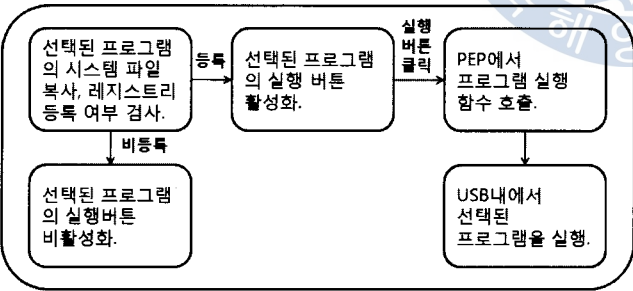 선택된 프로그램
의 시스템 파일
복사, 레지스트리
등록 여부 검사.
등록
선택된 프로그램
의 실행 버튼
활성화.
실행
버튼
클릭
PEP에서
프로그램 실행
함수 호출.
비등록
선택된 프로그램
의 실행버튼
비활성화.
USB내에서
선택된
프로그램을 실행.
해양